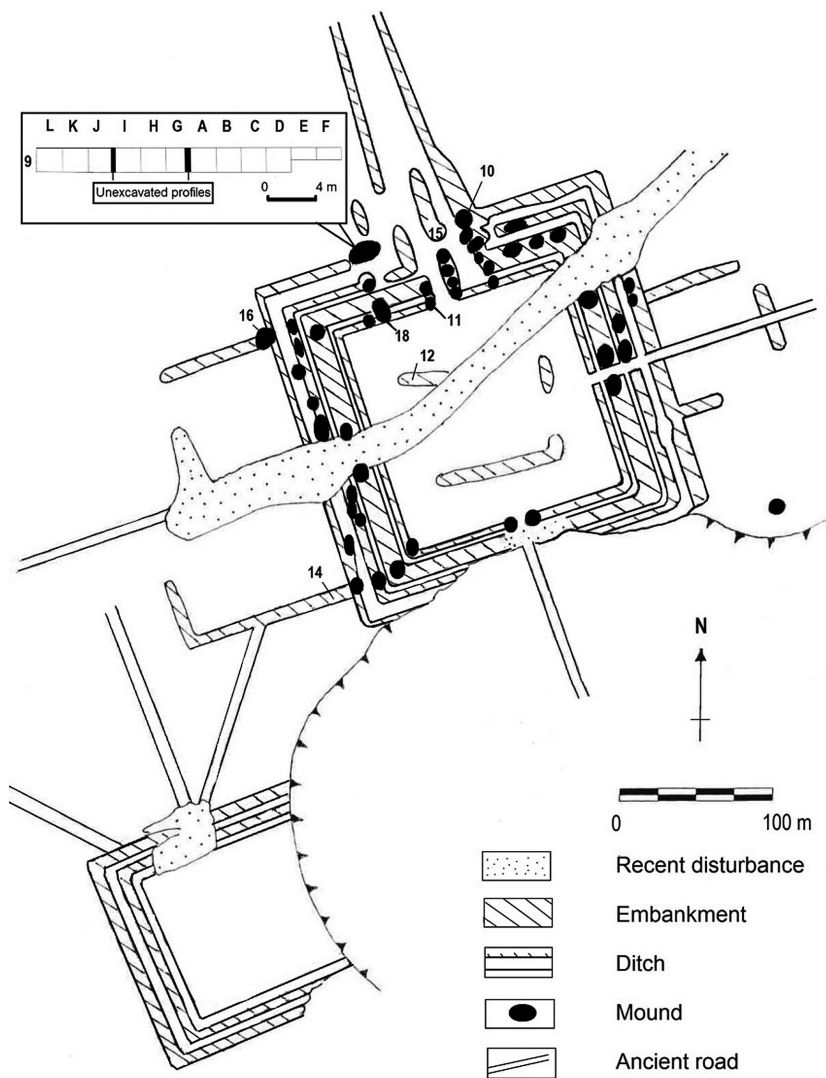 L K J I H G A B C D E F
9
Unexcavated profiles
0 4 m
10
15
16
11
18
12
14
N
0 100 m
Recent disturbance
Embankment
Ditch
Mound
Ancient road